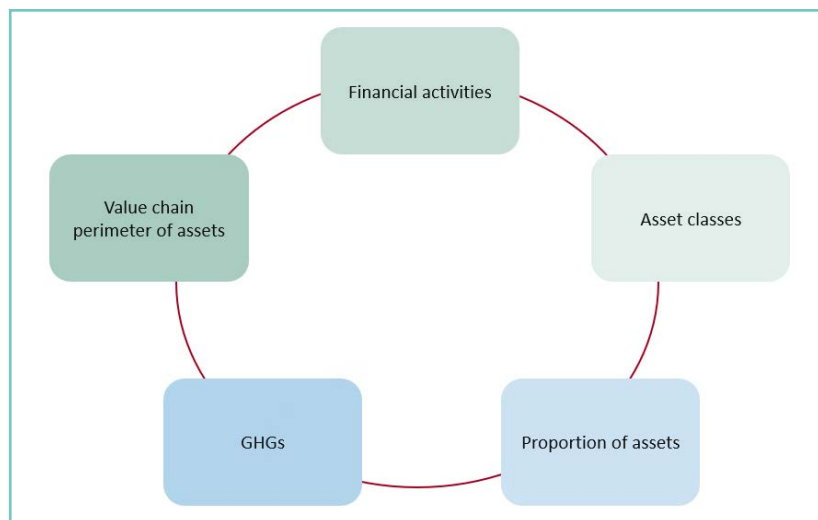 Financial activities
Asset classes
Proportion of assets
GHGs
Value chain
perimeter of assets